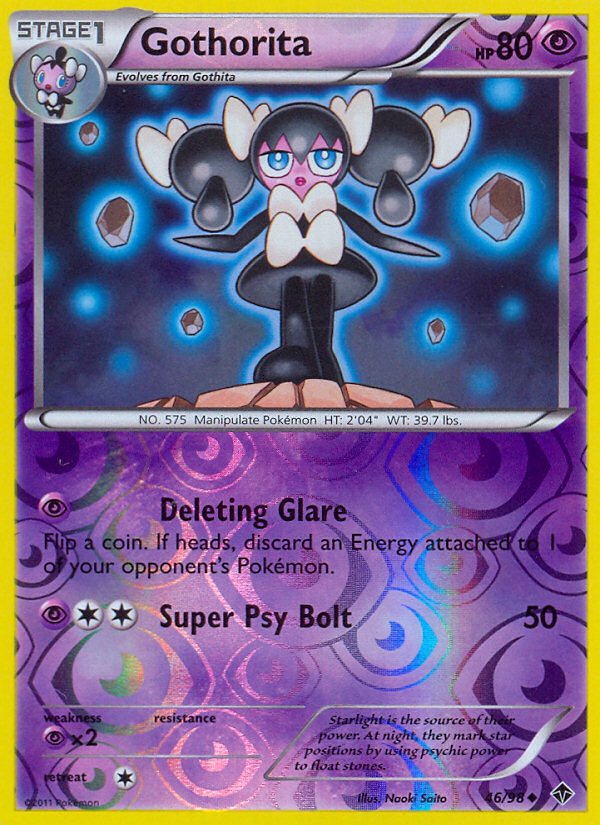 STAGE1
Gothorita
HP80
Evolves from Gothita
NO. 575 Manipulate Pokémon HT: 2'04" WT: 39.7 lbs.
Deleting Glare
Flip a coin. If heads, discard an Energy attached to 1
of your opponent's Pokémon.
Super Psy Bolt 50
weakness resistance
×2
Starlight is the source of their
power. At night, they mark star
positions by using psychic power
to float stones.
retreat
©2011 Pokémon
Illus. Naoki Saito
46/98